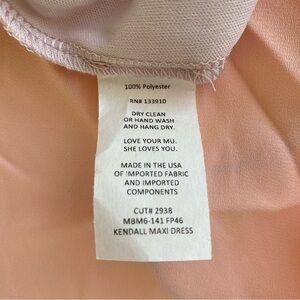 100% Polyester
RN# 133910
DRY CLEAN
OR HAND WASH
AND HANG DRY.
LOVE YOUR MU.
SHE LOVES YOU.
MADE IN THE USA
OF IMPORTED FABRIC
AND IMPORTED
COMPONENTS
CUT# 2938
MBM6-141 FP46
KENDALL MAXI DRESS